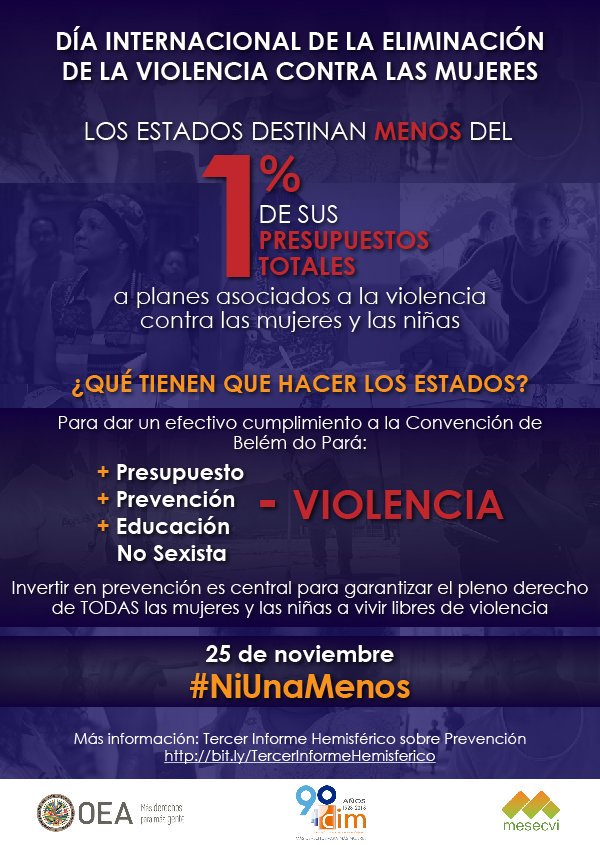 DÍA INTERNACIONAL DE LA ELIMINACIÓN
DE LA VIOLENCIA CONTRA LAS MUJERES
LOS ESTADOS DESTINAN MENOS DEL
1%
DE SUS
PRESUPUESTOS
TOTALES
a planes asociados a la violencia
contra las mujeres y las niñas
¿QUÉ TIENEN QUE HACER LOS ESTADOS?
Para dar un efectivo cumplimiento a la Convención de
Belém do Pará:
+ Presupuesto
+ Prevención
+ Educación
No Sexista
- VIOLENCIA
Invertir en prevención es central para garantizar el pleno derecho
de TODAS las mujeres y las niñas a vivir libres de violencia
25 de noviembre
#NiUnaMenos
Más información: Tercer Informe Hemisférico sobre Prevención
http://bit.ly/TercerInformeHemisferico
OEA
Más derechos
para más gente
90 AÑOS
1928-2018
cim
mesecvi